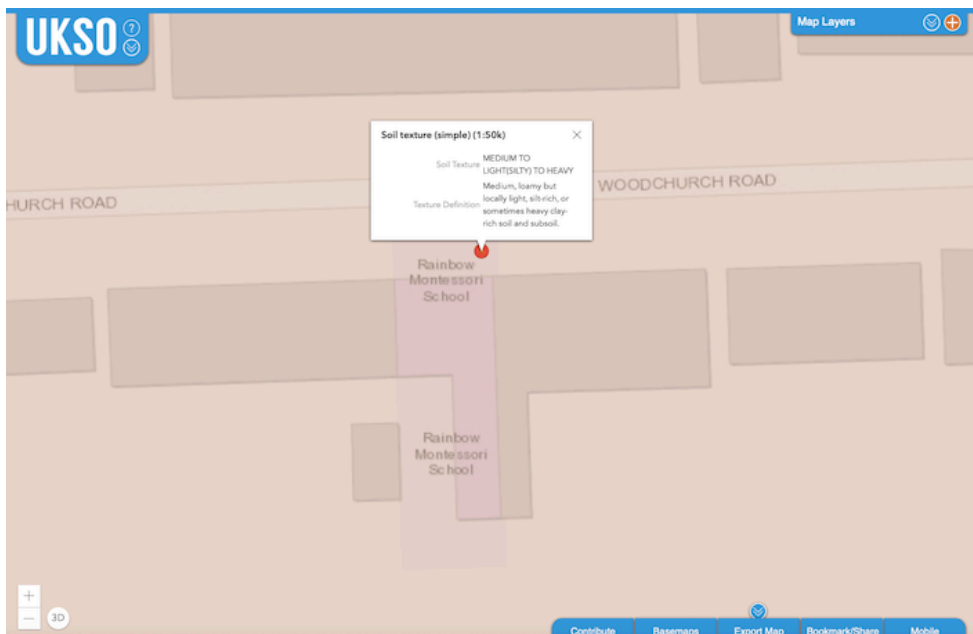 UKSO ?
Map Layers
Soil texture (simple) (1:50k)
Soil Texture MEDIUM TO
LIGHT(SILTY) TO HEAVY
Texture Definition Medium, loamy but
locally light, silt-rich, or
sometimes heavy clay-
rich soil and subsoil.
HURCH ROAD
WOODCHURCH ROAD
Rainbow
Montessori
School
Rainbow
Montessori
School
+
−
3D
Contribute
Basemaps
Export Map
Bookmark/Share
Mobile